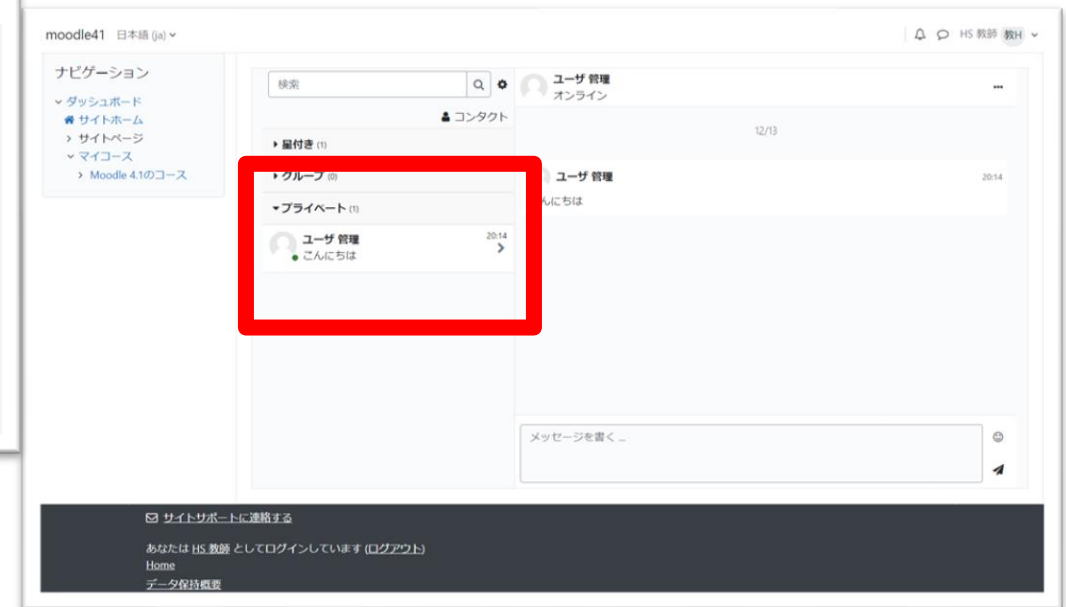 moodle41 日本語 (ja)
HS 教師 教H
ナビゲーション
ダッシュボード
サイトホーム
サイトページ
マイコース
Moodle 4.1のコース
検索
コンタクト
星付き (1)
グループ (0)
プライベート (1)
ユーザ 管理 20:14
こんにちは
ユーザ 管理
オンライン
12/13
ユーザ 管理 20:14
んにちは
メッセージを書く ...
サイトサポートに連絡する
あなたは HS 教師 としてログインしています (ログアウト)
Home
データ保持概要